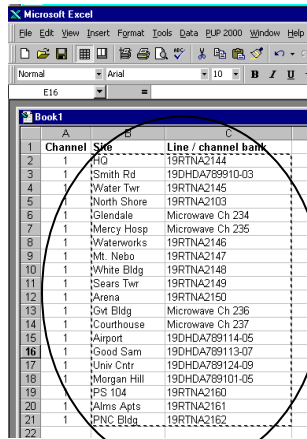 Microsoft Excel
File Edit View Insert Format Tools Data PUP 2000 Window Help
Normal Arial 10 B I U
E16 =
Book1
A B C
1 Channel Site Line / channel bank
2 1 HQ 19RTNA2144
3 1 Smith Rd 19DHDA789910-03
4 1 Water Twr 19RTNA2145
5 1 North Shore 19RTNA2103
6 1 Glendale Microwave Ch 234
7 1 Mercy Hosp Microwave Ch 235
8 1 Waterworks 19RTNA2146
9 1 Mt. Nebo 19RTNA2147
10 1 White Bldg 19RTNA2148
11 1 Sears Twr 19RTNA2149
12 1 Arena 19RTNA2150
13 1 Gvt Bldg Microwave Ch 236
14 1 Courthouse Microwave Ch 237
15 1 Airport 19DHDA789114-05
16 1 Good Sam 19DHDA789113-07
17 1 Univ Cntr 19DHDA789124-09
18 1 Morgan Hill 19DHDA789101-05
19 1 PS 104 19RTNA2160
20 1 Alms Apts 19RTNA2161
21 1 PNC Bldg 19RTNA2162
22